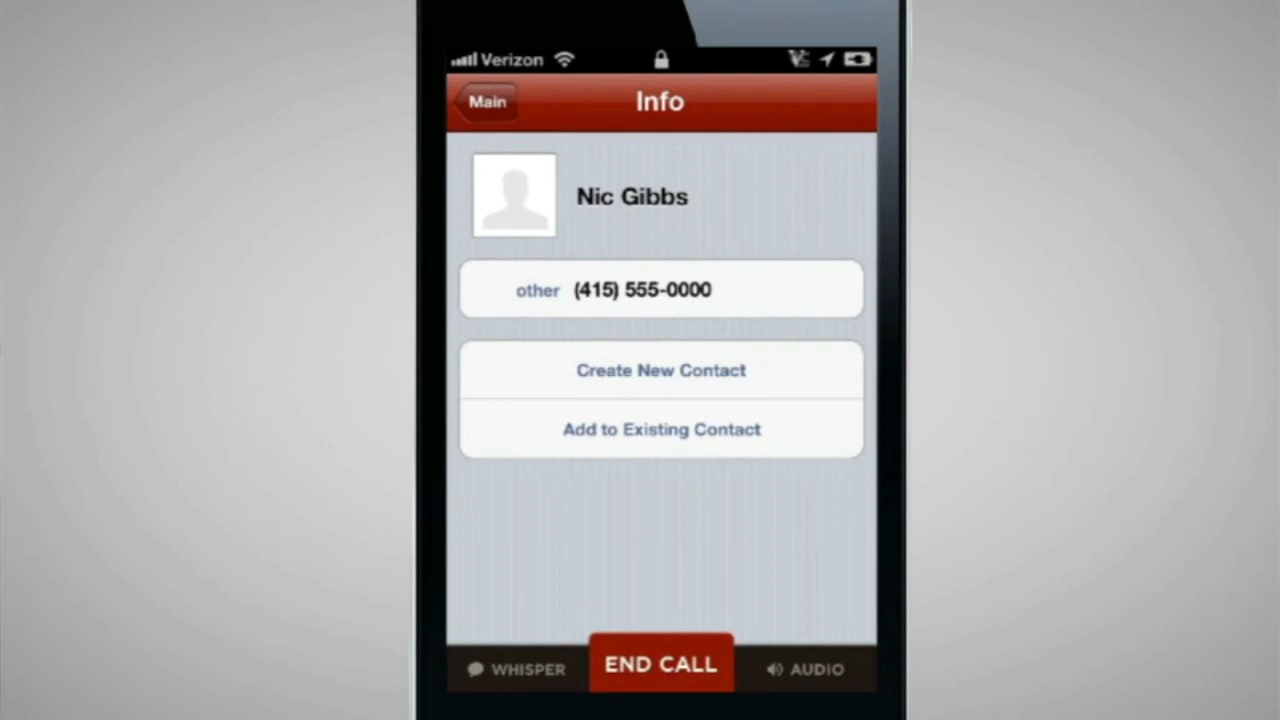 Verizon
Main
Info
Nic Gibbs
other (415) 555-0000
Create New Contact
Add to Existing Contact
WHISPER
END CALL
AUDIO